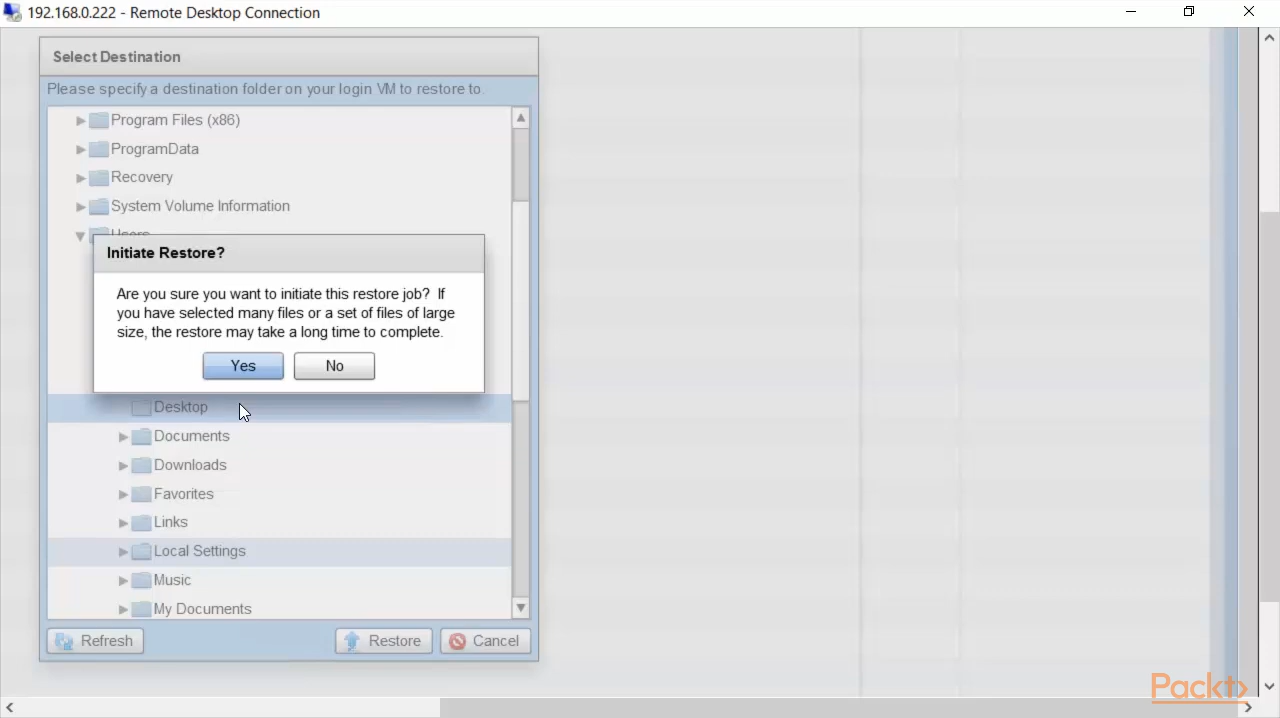 192.168.0.222 - Remote Desktop Connection
Select Destination
Please specify a destination folder on your login VM to restore to.
Program Files (x86)
ProgramData
Recovery
System Volume Information
Users
Initiate Restore?
Are you sure you want to initiate this restore job? If
you have selected many files or a set of files of large
size, the restore may take a long time to complete.
Yes No
Desktop
Documents
Downloads
Favorites
Links
Local Settings
Music
My Documents
Refresh Restore Cancel
Packt